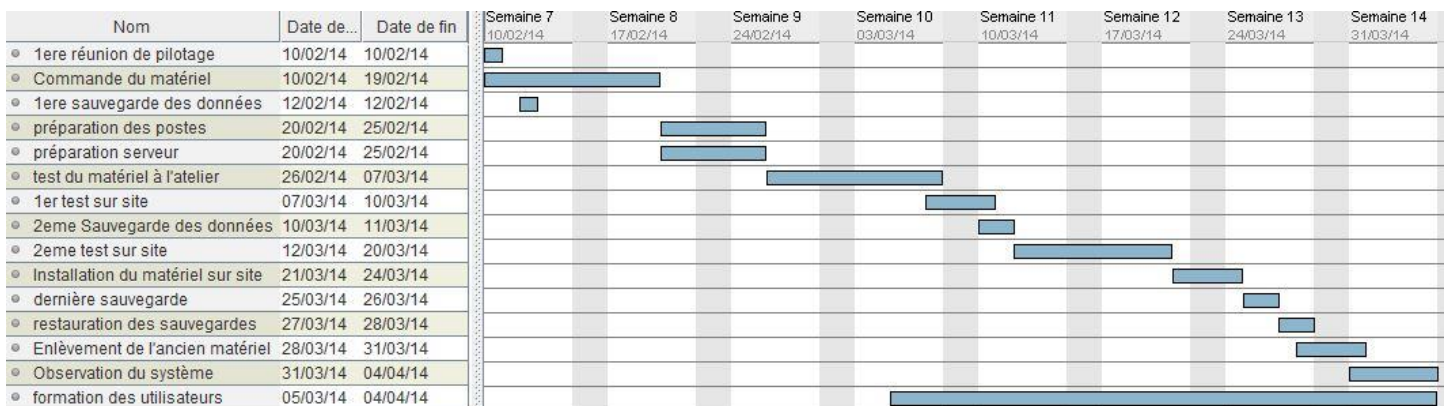 Nom Date de... Date de fin Semaine 7 Semaine 8 Semaine 9 Semaine 10 Semaine 11 Semaine 12 Semaine 13 Semaine 14
10/02/14 17/02/14 24/02/14 03/03/14 10/03/14 17/03/14 24/03/14 31/03/14
1ere réunion de pilotage 10/02/14 10/02/14
Commande du matériel 10/02/14 19/02/14
1ere sauvegarde des données 12/02/14 12/02/14
préparation des postes 20/02/14 25/02/14
préparation serveur 20/02/14 25/02/14
test du matériel à l'atelier 26/02/14 07/03/14
1er test sur site 07/03/14 10/03/14
2eme Sauvegarde des données 10/03/14 11/03/14
2eme test sur site 12/03/14 20/03/14
Installation du matériel sur site 21/03/14 24/03/14
dernière sauvegarde 25/03/14 26/03/14
restauration des sauvegardes 27/03/14 28/03/14
Enlèvement de l'ancien matériel 28/03/14 31/03/14
Observation du système 31/03/14 04/04/14
formation des utilisateurs 05/03/14 04/04/14